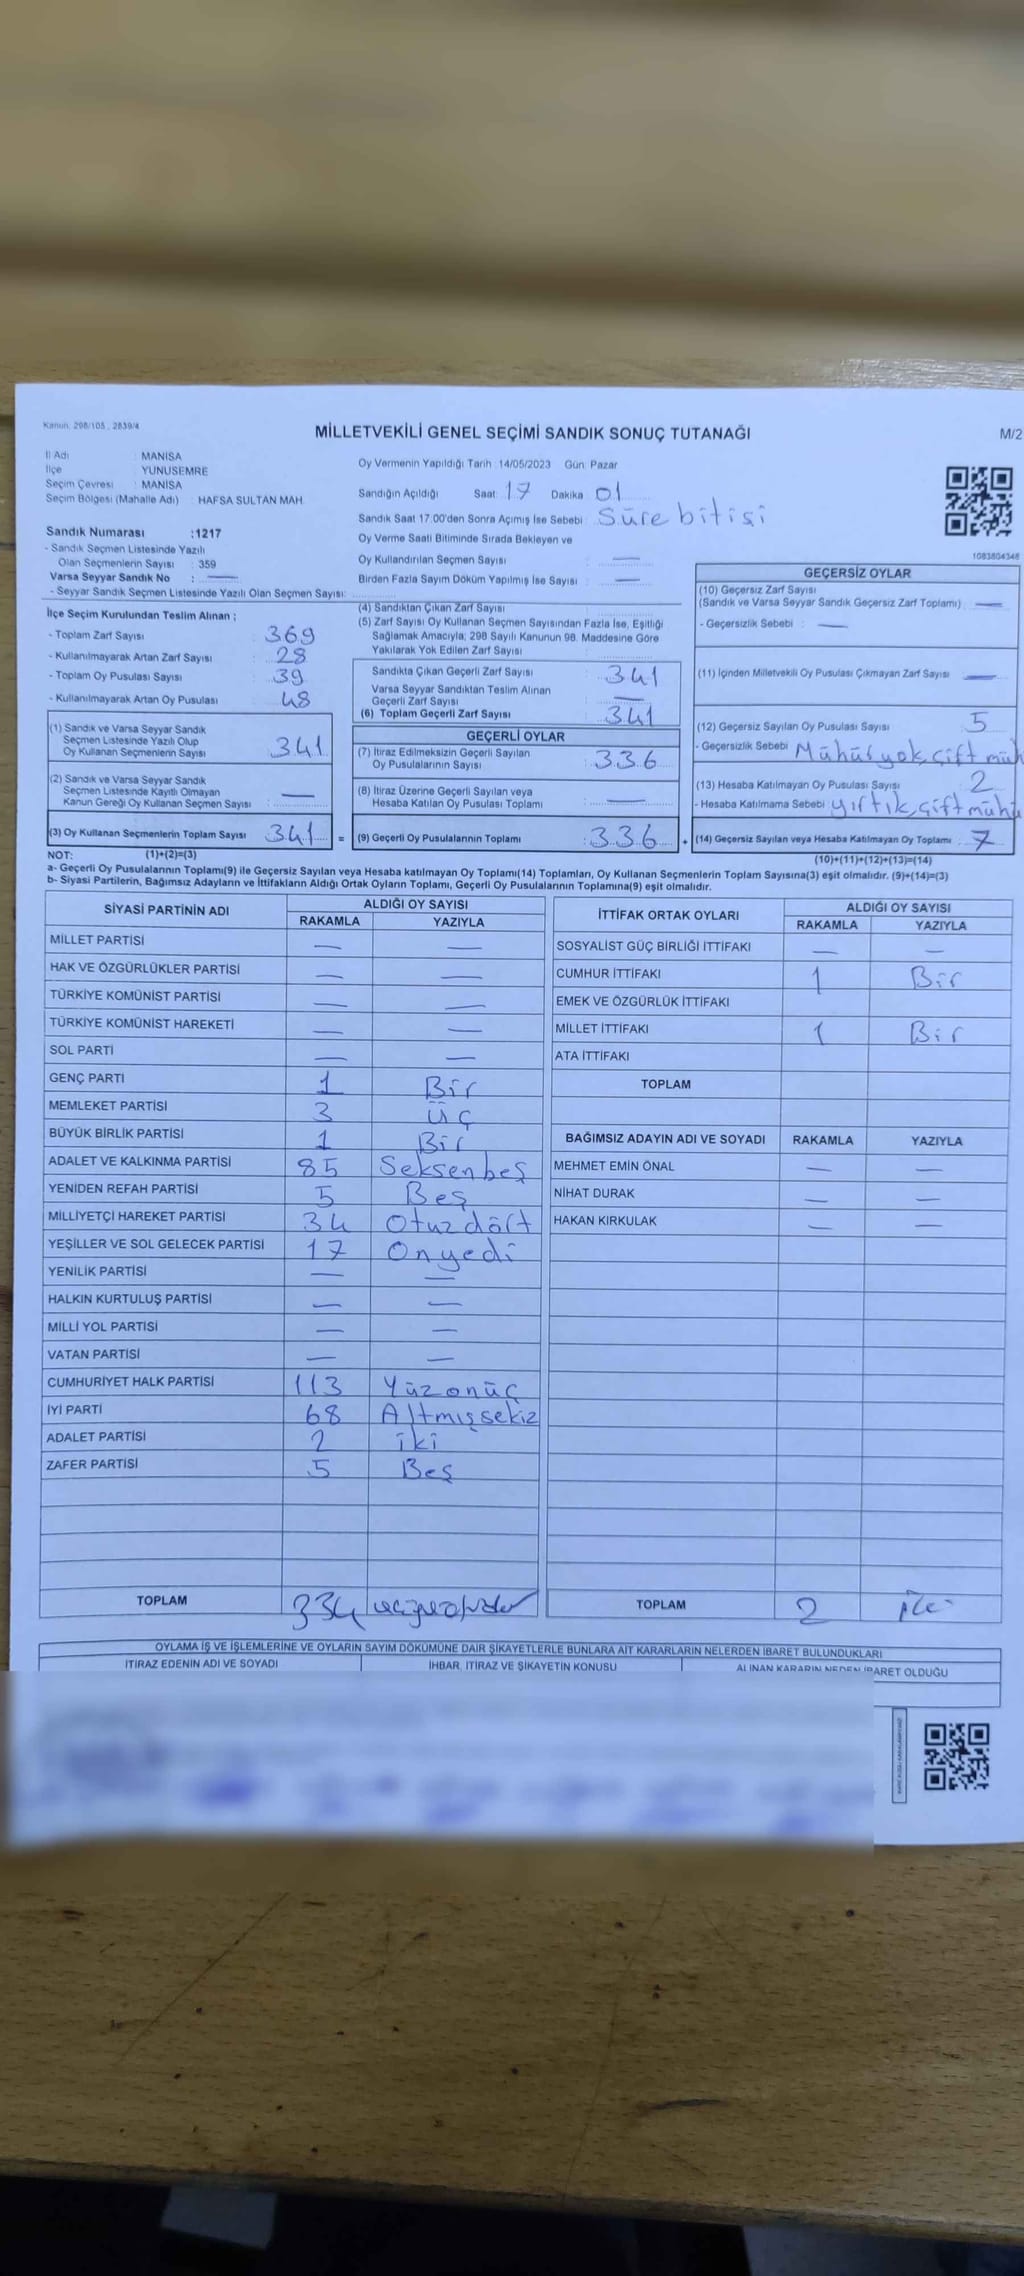 Kanun: 298/105 , 2839/4
MİLLETVEKİLİ GENEL SEÇİMİ SANDIK SONUÇ TUTANAĞI
M/2
İl Adı : MANİSA
İlçe : YUNUSEMRE
Seçim Çevresi : MANİSA
Seçim Bölgesi (Mahalle Adı) : HAFSA SULTAN MAH.
Sandık Numarası :1217
- Sandık Seçmen Listesinde Yazılı
Olan Seçmenlerin Sayısı : 359
Varsa Seyyar Sandık No : —
- Seyyar Sandık Seçmen Listesinde Yazılı Olan Seçmen Sayısı:
Oy Vermenin Yapıldığı Tarih : 14/05/2023 Gün: Pazar
Sandığın Açıldığı Saat: 17 Dakika 01
Sandık Saat 17:00'den Sonra Açımış İse Sebebi : Süre bitişi
Oy Verme Saati Bitiminde Sırada Bekleyen ve
Oy Kullandırılan Seçmen Sayısı : —
Birden Fazla Sayım Döküm Yapılmış İse Sayısı : —
1083804348
İlçe Seçim Kurulundan Teslim Alınan ;
- Toplam Zarf Sayısı : 369
- Kullanılmayarak Artan Zarf Sayısı : 28
- Toplam Oy Pusulası Sayısı : 39
- Kullanılmayarak Artan Oy Pusulası : 48
(1) Sandık ve Varsa Seyyar Sandık
Seçmen Listesinde Yazılı Olup
Oy Kullanan Seçmenlerin Sayısı : 341
(2) Sandık ve Varsa Seyyar Sandık
Seçmen Listesinde Kayıtlı Olmayan
Kanun Gereği Oy Kullanan Seçmen Sayısı : —
(3) Oy Kullanan Seçmenlerin Toplam Sayısı : 341 =
(4) Sandıktan Çıkan Zarf Sayısı :
(5) Zarf Sayısı Oy Kullanan Seçmen Sayısından Fazla İse, Eşitliği
Sağlamak Amacıyla; 298 Sayılı Kanunun 98. Maddesine Göre
Yakılarak Yok Edilen Zarf Sayısı :
Sandıkta Çıkan Geçerli Zarf Sayısı : 341
Varsa Seyyar Sandıktan Teslim Alınan
Geçerli Zarf Sayısı : —
(6) Toplam Geçerli Zarf Sayısı : 341
GEÇERLİ OYLAR
(7) İtiraz Edilmeksizin Geçerli Sayılan
Oy Pusulalarının Sayısı : 336
(8) İtiraz Üzerine Geçerli Sayılan veya
Hesaba Katılan Oy Pusulası Toplamı : —
(9) Geçerli Oy Pusulalarının Toplamı : 336 +
GEÇERSİZ OYLAR
(10) Geçersiz Zarf Sayısı
(Sandık ve Varsa Seyyar Sandık Geçersiz Zarf Toplamı) : —
- Geçersizlik Sebebi : —
(11) İçinden Milletvekili Oy Pusulası Çıkmayan Zarf Sayısı : —
(12) Geçersiz Sayılan Oy Pusulası Sayısı : 5
- Geçersizlik Sebebi : Mühür yok, çift müh
(13) Hesaba Katılmayan Oy Pusulası Sayısı : 2
- Hesaba Katılmama Sebebi : yırtık, çift mühü
(14) Geçersiz Sayılan veya Hesaba Katılmayan Oy Toplamı : 7
NOT: (1)+(2)=(3)
(10)+(11)+(12)+(13)=(14)
a- Geçerli Oy Pusulalarının Toplamı(9) ile Geçersiz Sayılan veya Hesaba katılmayan Oy Toplamı(14) Toplamları, Oy Kullanan Seçmenlerin Toplam Sayısına(3) eşit olmalıdır. (9)+(14)=(3)
b- Siyasi Partilerin, Bağımsız Adayların ve İttifakların Aldığı Ortak Oyların Toplamı, Geçerli Oy Pusulalarının Toplamına(9) eşit olmalıdır.
SİYASİ PARTİNİN ADI ALDIĞI OY SAYISI
RAKAMLA YAZIYLA
MİLLET PARTİSİ — —
HAK VE ÖZGÜRLÜKLER PARTİSİ — —
TÜRKİYE KOMÜNİST PARTİSİ — —
TÜRKİYE KOMÜNİST HAREKETİ — —
SOL PARTİ — —
GENÇ PARTİ 1 Bir
MEMLEKET PARTİSİ 3 Üç
BÜYÜK BİRLİK PARTİSİ 1 Bir
ADALET VE KALKINMA PARTİSİ 85 Seksenbeş
YENİDEN REFAH PARTİSİ 5 Beş
MİLLİYETÇİ HAREKET PARTİSİ 34 Otuzdört
YEŞİLLER VE SOL GELECEK PARTİSİ 17 Onyedi
YENİLİK PARTİSİ — —
HALKIN KURTULUŞ PARTİSİ — —
MİLLİ YOL PARTİSİ — —
VATAN PARTİSİ — —
CUMHURİYET HALK PARTİSİ 113 Yüzonüç
İYİ PARTİ 68 Altmışsekiz
ADALET PARTİSİ 2 iki
ZAFER PARTİSİ 5 Beş
TOPLAM 334
İTTİFAK ORTAK OYLARI ALDIĞI OY SAYISI
RAKAMLA YAZIYLA
SOSYALİST GÜÇ BİRLİĞİ İTTİFAKI — —
CUMHUR İTTİFAKI 1 Bir
EMEK VE ÖZGÜRLÜK İTTİFAKI
MİLLET İTTİFAKI 1 Bir
ATA İTTİFAKI
TOPLAM
BAĞIMSIZ ADAYIN ADI VE SOYADI RAKAMLA YAZIYLA
MEHMET EMİN ÖNAL — —
NİHAT DURAK — —
HAKAN KIRKULAK — —
TOPLAM 2 iki
OYLAMA İŞ VE İŞLEMLERİNE VE OYLARIN SAYIM DÖKÜMÜNE DAİR ŞİKAYETLERLE BUNLARA AİT KARARLARIN NELERDEN İBARET BULUNDUKLARI
İTİRAZ EDENİN ADI VE SOYADI İHBAR, İTİRAZ VE ŞİKAYETİN KONUSU ALINAN KARARIN NEDEN İBARET OLDUĞU